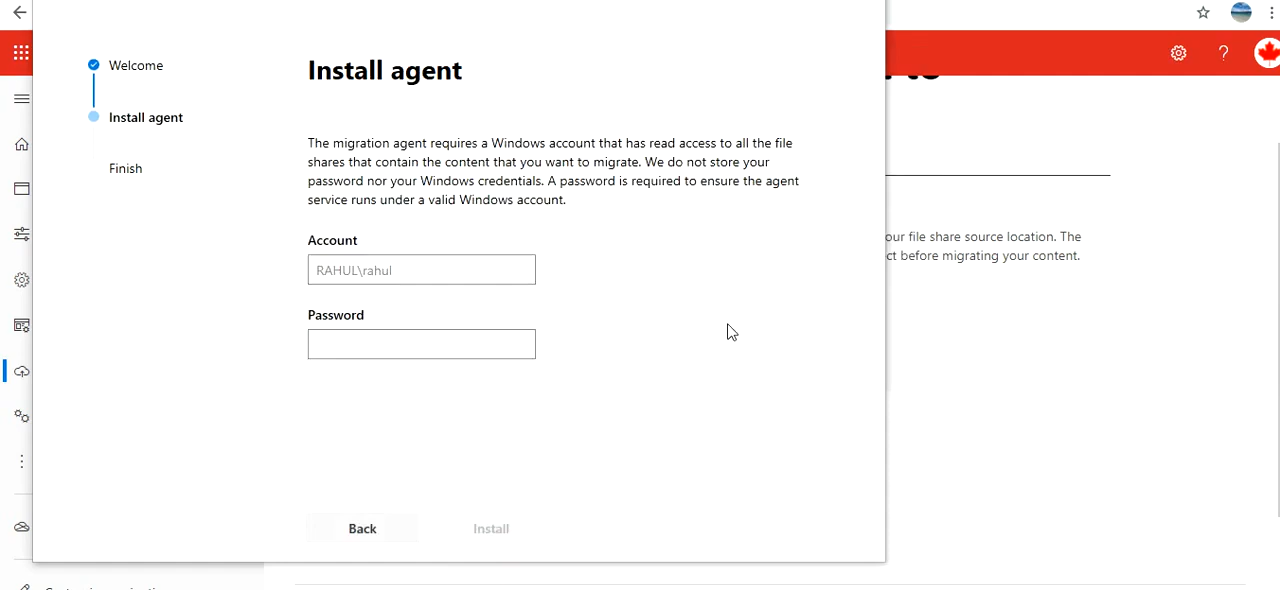 Welcome
Install agent
Finish
Install agent
The migration agent requires a Windows account that has read access to all the file
shares that contain the content that you want to migrate. We do not store your
password nor your Windows credentials. A password is required to ensure the agent
service runs under a valid Windows account.
Account
RAHUL\rahul
Password
Back
Install
to
our file share source location. The
ct before migrating your content.
?